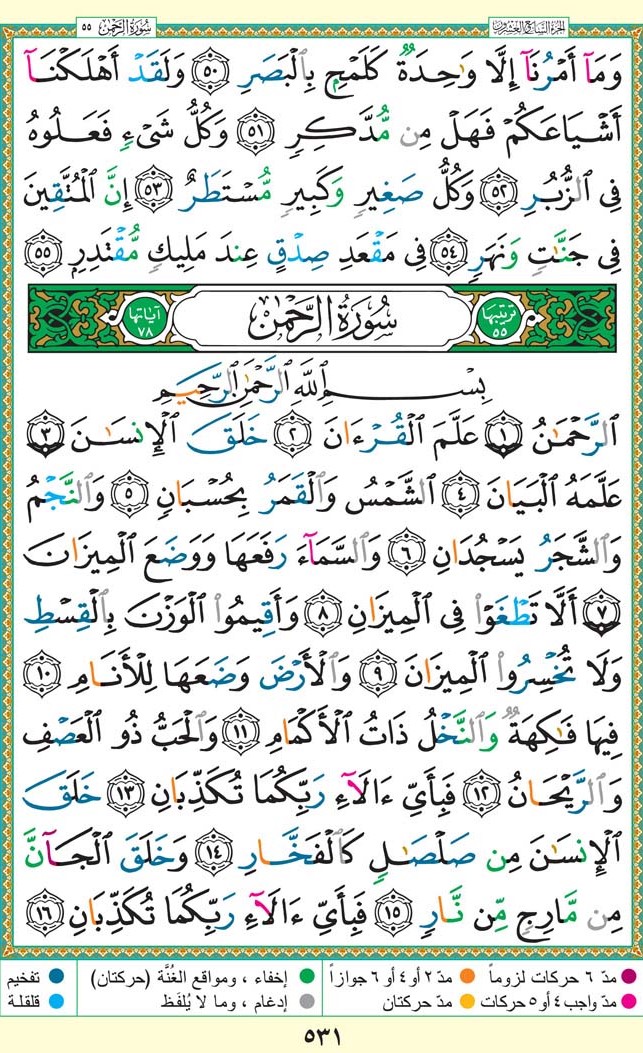 الجزء السابع والعشرون
سورة الرحمن ٥٥
وَمَآ أَمْرُنَآ إِلَّا وَٰحِدَةٌ كَلَمْحٍۭ بِٱلْبَصَرِ ٥٠ وَلَقَدْ أَهْلَكْنَآ
أَشْيَاعَكُمْ فَهَلْ مِن مُّدَّكِرٍ ٥١ وَكُلُّ شَىْءٍ فَعَلُوهُ
فِى ٱلزُّبُرِ ٥٢ وَكُلُّ صَغِيرٍ وَكَبِيرٍ مُّسْتَطَرٌ ٥٣ إِنَّ ٱلْمُتَّقِينَ
فِى جَنَّٰتٍ وَنَهَرٍ ٥٤ فِى مَقْعَدِ صِدْقٍ عِندَ مَلِيكٍ مُّقْتَدِرٍۭ ٥٥
ترتيبها ٥٥ سُورَةُ الرَّحْمٰن آياتها ٧٨
بِسْمِ ٱللَّهِ ٱلرَّحْمَٰنِ ٱلرَّحِيمِ
ٱلرَّحْمَٰنُ ١ عَلَّمَ ٱلْقُرْءَانَ ٢ خَلَقَ ٱلْإِنسَٰنَ ٣
عَلَّمَهُ ٱلْبَيَانَ ٤ ٱلشَّمْسُ وَٱلْقَمَرُ بِحُسْبَانٍ ٥ وَٱلنَّجْمُ
وَٱلشَّجَرُ يَسْجُدَانِ ٦ وَٱلسَّمَآءَ رَفَعَهَا وَوَضَعَ ٱلْمِيزَانَ
٧ أَلَّا تَطْغَوْا۟ فِى ٱلْمِيزَانِ ٨ وَأَقِيمُوا۟ ٱلْوَزْنَ بِٱلْقِسْطِ
وَلَا تُخْسِرُوا۟ ٱلْمِيزَانَ ٩ وَٱلْأَرْضَ وَضَعَهَا لِلْأَنَامِ ١٠
فِيهَا فَٰكِهَةٌ وَٱلنَّخْلُ ذَاتُ ٱلْأَكْمَامِ ١١ وَٱلْحَبُّ ذُو ٱلْعَصْفِ
وَٱلرَّيْحَانُ ١٢ فَبِأَىِّ ءَالَآءِ رَبِّكُمَا تُكَذِّبَانِ ١٣ خَلَقَ
ٱلْإِنسَٰنَ مِن صَلْصَٰلٍ كَٱلْفَخَّارِ ١٤ وَخَلَقَ ٱلْجَآنَّ
مِن مَّارِجٍ مِّن نَّارٍ ١٥ فَبِأَىِّ ءَالَآءِ رَبِّكُمَا تُكَذِّبَانِ ١٦
مدّ ٦ حركات لزوماً مدّ ٢ أو ٤ أو ٦ جوازاً إخفاء ، ومواقع الغُنَّة (حركتان) تفخيم
مدّ واجب ٤ أو ٥ حركات مدّ حركتان إدغام ، وما لا يُلفَظ قلقلة
٥٣١